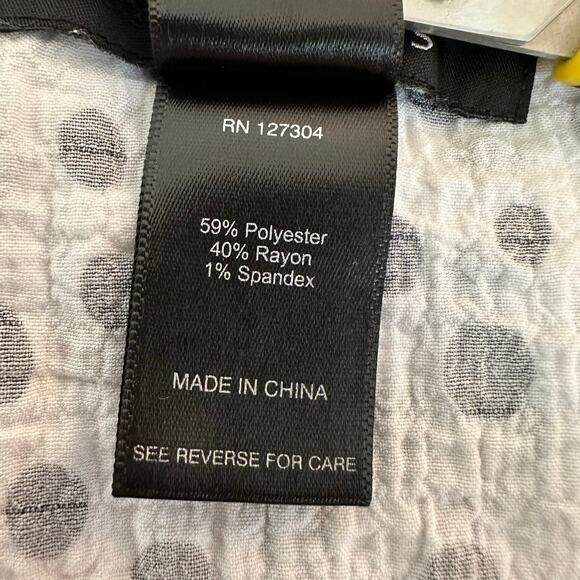 RN 127304
59% Polyester
40% Rayon
1% Spandex
MADE IN CHINA
SEE REVERSE FOR CARE